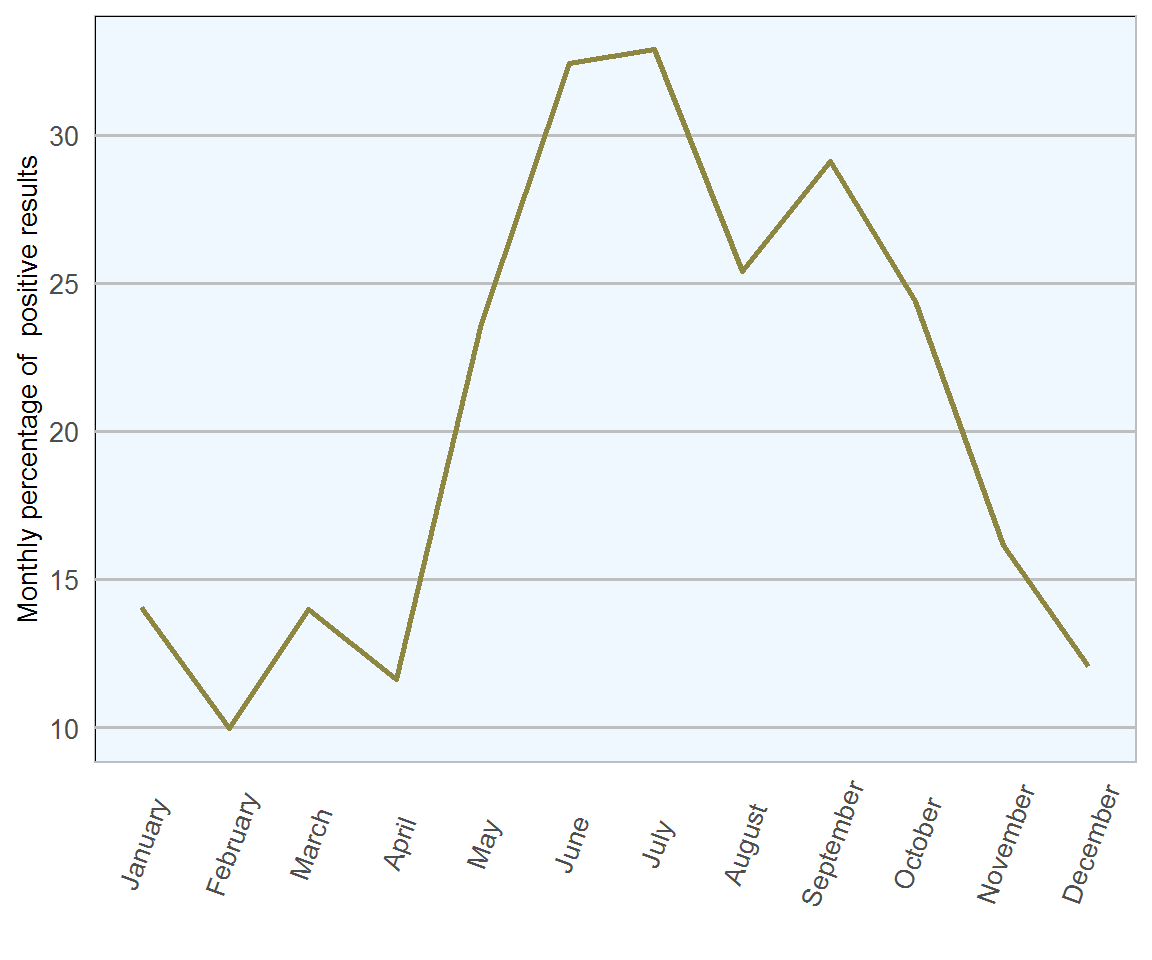 Monthly percentage of  positive results
30
25
20
15
10
January
February
March
April
May
June
July
August
September
October
November
December